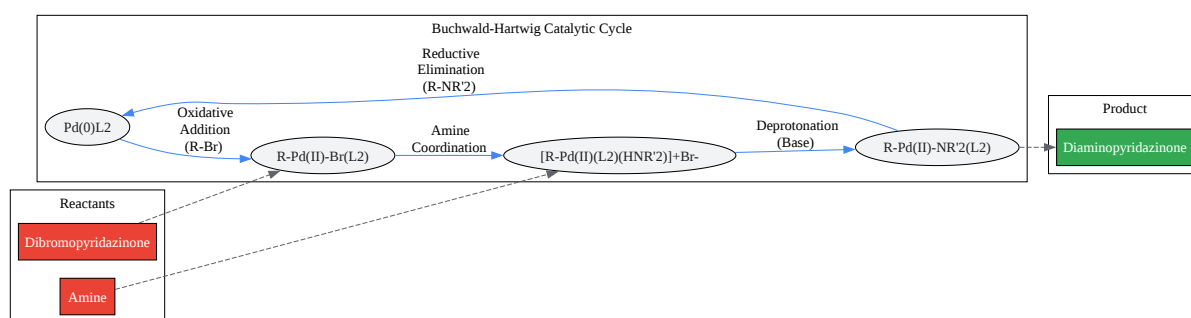 Buchwald-Hartwig Catalytic Cycle
Reductive
Elimination
(R-NR'2)
Pd(0)L2
Oxidative
Addition
(R-Br)
R-Pd(II)-Br(L2)
Amine
Coordination
[R-Pd(II)(L2)(HNR'2)]+Br-
Deprotonation
(Base)
R-Pd(II)-NR'2(L2)
Product
Diaminopyridazinone
Reactants
Dibromopyridazinone
Amine